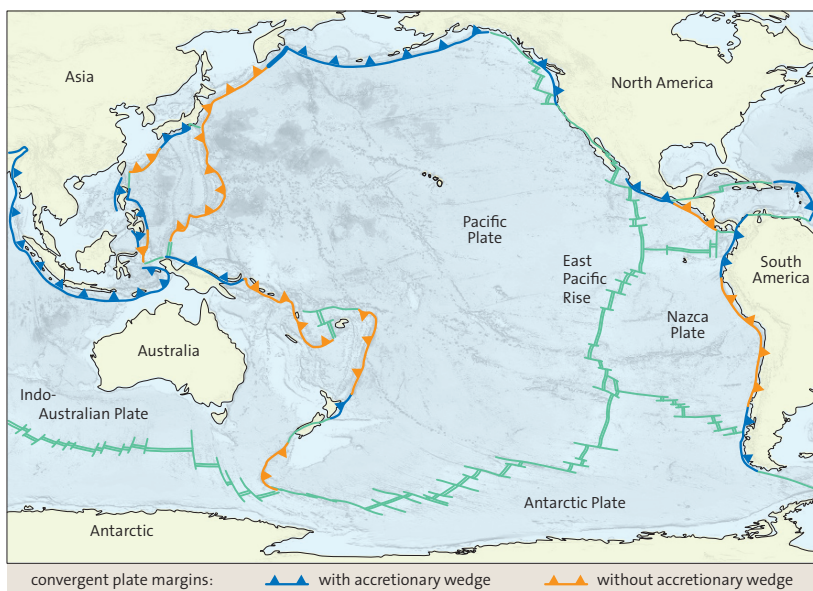 Asia
North America
Pacific
Plate
East
Pacific
Rise
South
America
Nazca
Plate
Australia
Indo-
Australian Plate
Antarctic Plate
Antarctic
convergent plate margins: with accretionary wedge without accretionary wedge